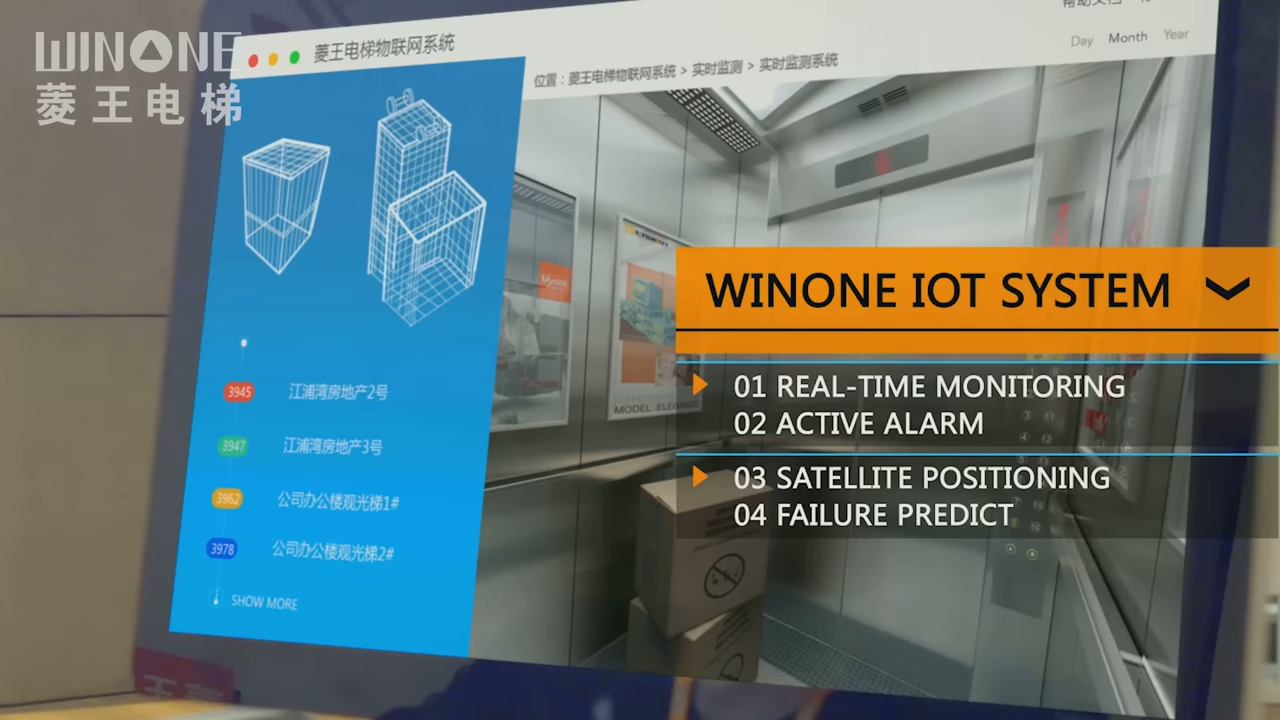 WINONE
菱王电梯
菱王电梯物联网系统
帮助文档
Day Month Year
位置：菱王电梯物联网系统 > 实时监测 > 实时监测系统
MODEL ELEGANCE
3945 江浦湾房地产2号
3947 江浦湾房地产3号
3962 公司办公楼观光梯1#
3978 公司办公楼观光梯2#
SHOW MORE
WINONE IOT SYSTEM
01 REAL-TIME MONITORING
02 ACTIVE ALARM
03 SATELLITE POSITIONING
04 FAILURE PREDICT